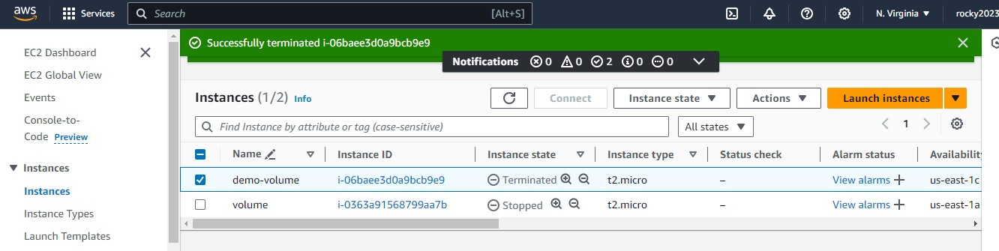 aws
Services
Search
[Alt+S]
N. Virginia
rocky2023
EC2 Dashboard
EC2 Global View
Events
Console-to-
Code Preview
Instances
Instances
Instance Types
Launch Templates
Successfully terminated i-06baee3d0a9bcb9e9
Notifications 0 0 2 0 0
Instances (1/2) Info
Connect
Instance state
Actions
Launch instances
Find Instance by attribute or tag (case-sensitive)
All states
1
Name Instance ID Instance state Instance type Status check Alarm status Availability
demo-volume i-06baee3d0a9bcb9e9 Terminated t2.micro – View alarms + us-east-1c
volume i-0363a91568799aa7b Stopped t2.micro – View alarms + us-east-1a